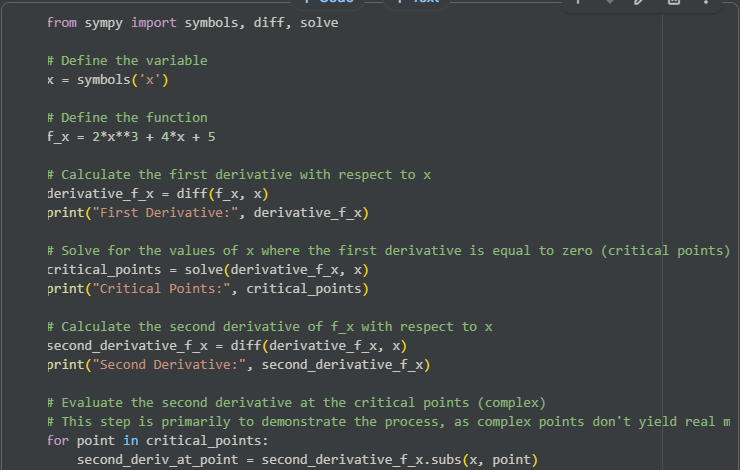 Code
Text
from sympy import symbols, diff, solve
# Define the variable
x = symbols('x')
# Define the function
f_x = 2*x**3 + 4*x + 5
# Calculate the first derivative with respect to x
derivative_f_x = diff(f_x, x)
print("First Derivative:", derivative_f_x)
# Solve for the values of x where the first derivative is equal to zero (critical points)
critical_points = solve(derivative_f_x, x)
print("Critical Points:", critical_points)
# Calculate the second derivative of f_x with respect to x
second_derivative_f_x = diff(derivative_f_x, x)
print("Second Derivative:", second_derivative_f_x)
# Evaluate the second derivative at the critical points (complex)
# This step is primarily to demonstrate the process, as complex points don't yield real m
for point in critical_points:
    second_deriv_at_point = second_derivative_f_x.subs(x, point)